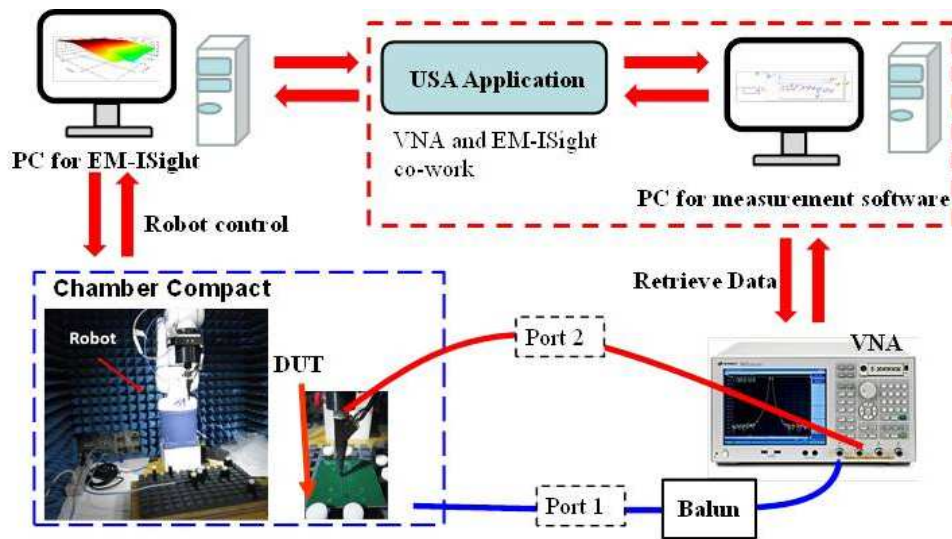 USA Application
VNA and EM-ISight
co-work
PC for EM-ISight
PC for measurement software
Robot control
Retrieve Data
Chamber Compact
Robot
DUT
Port 2
VNA
Port 1
Balun